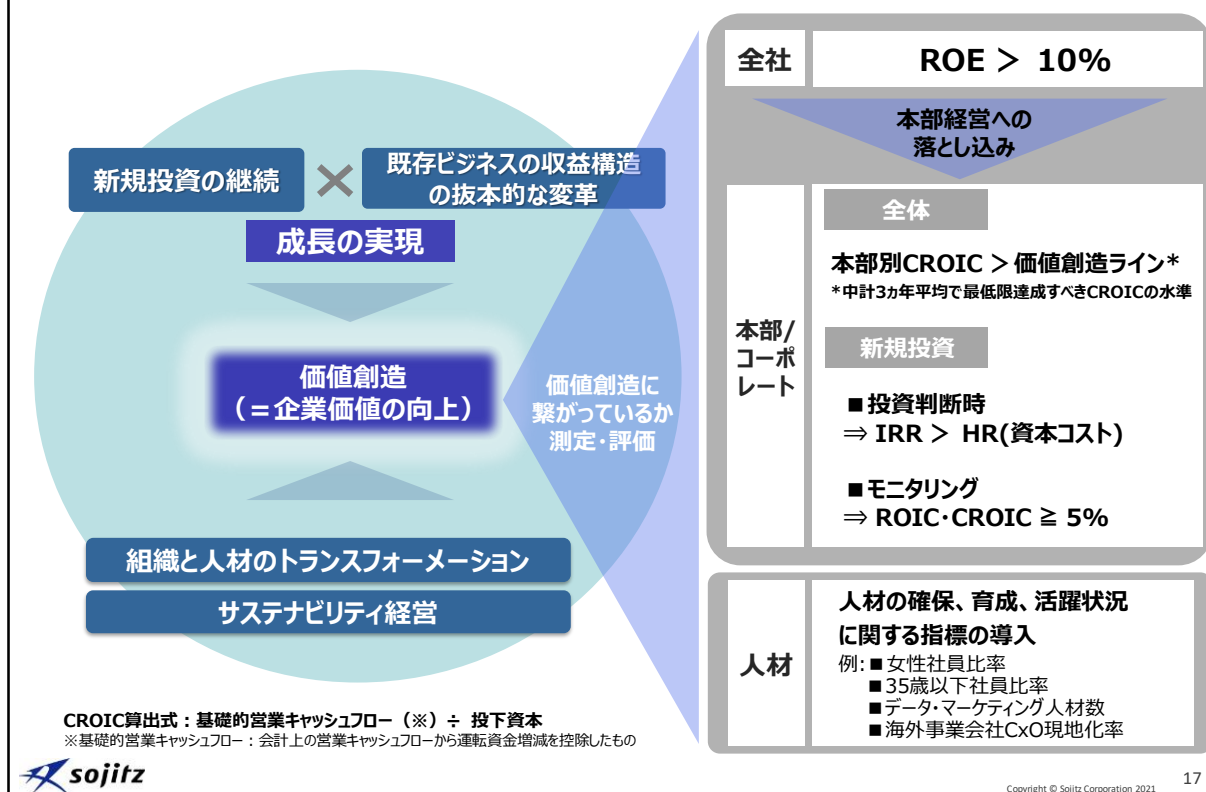 新規投資の継続
×
既存ビジネスの収益構造
の抜本的な変革
成長の実現
価値創造
（＝企業価値の向上）
価値創造に
繋がっているか
測定・評価
組織と人材のトランスフォーメーション
サステナビリティ経営
全社
ROE ＞ 10%
本部経営への
落とし込み
本部/
コーポ
レート
全体
本部別CROIC ＞価値創造ライン*
*中計3ヵ年平均で最低限達成すべきCROICの水準
新規投資
■投資判断時
⇒ IRR ＞ HR(資本コスト)
■モニタリング
⇒ ROIC・CROIC ≧ 5%
人材
人材の確保、育成、活躍状況
に関する指標の導入
例：■女性社員比率
■35歳以下社員比率
■データ・マーケティング人材数
■海外事業会社CxO現地化率
CROIC算出式：基礎的営業キャッシュフロー（※）÷ 投下資本
※基礎的営業キャッシュフロー：会計上の営業キャッシュフローから運転資金増減を控除したもの
sojitz
Copyright © Sojitz Corporation 2021
17